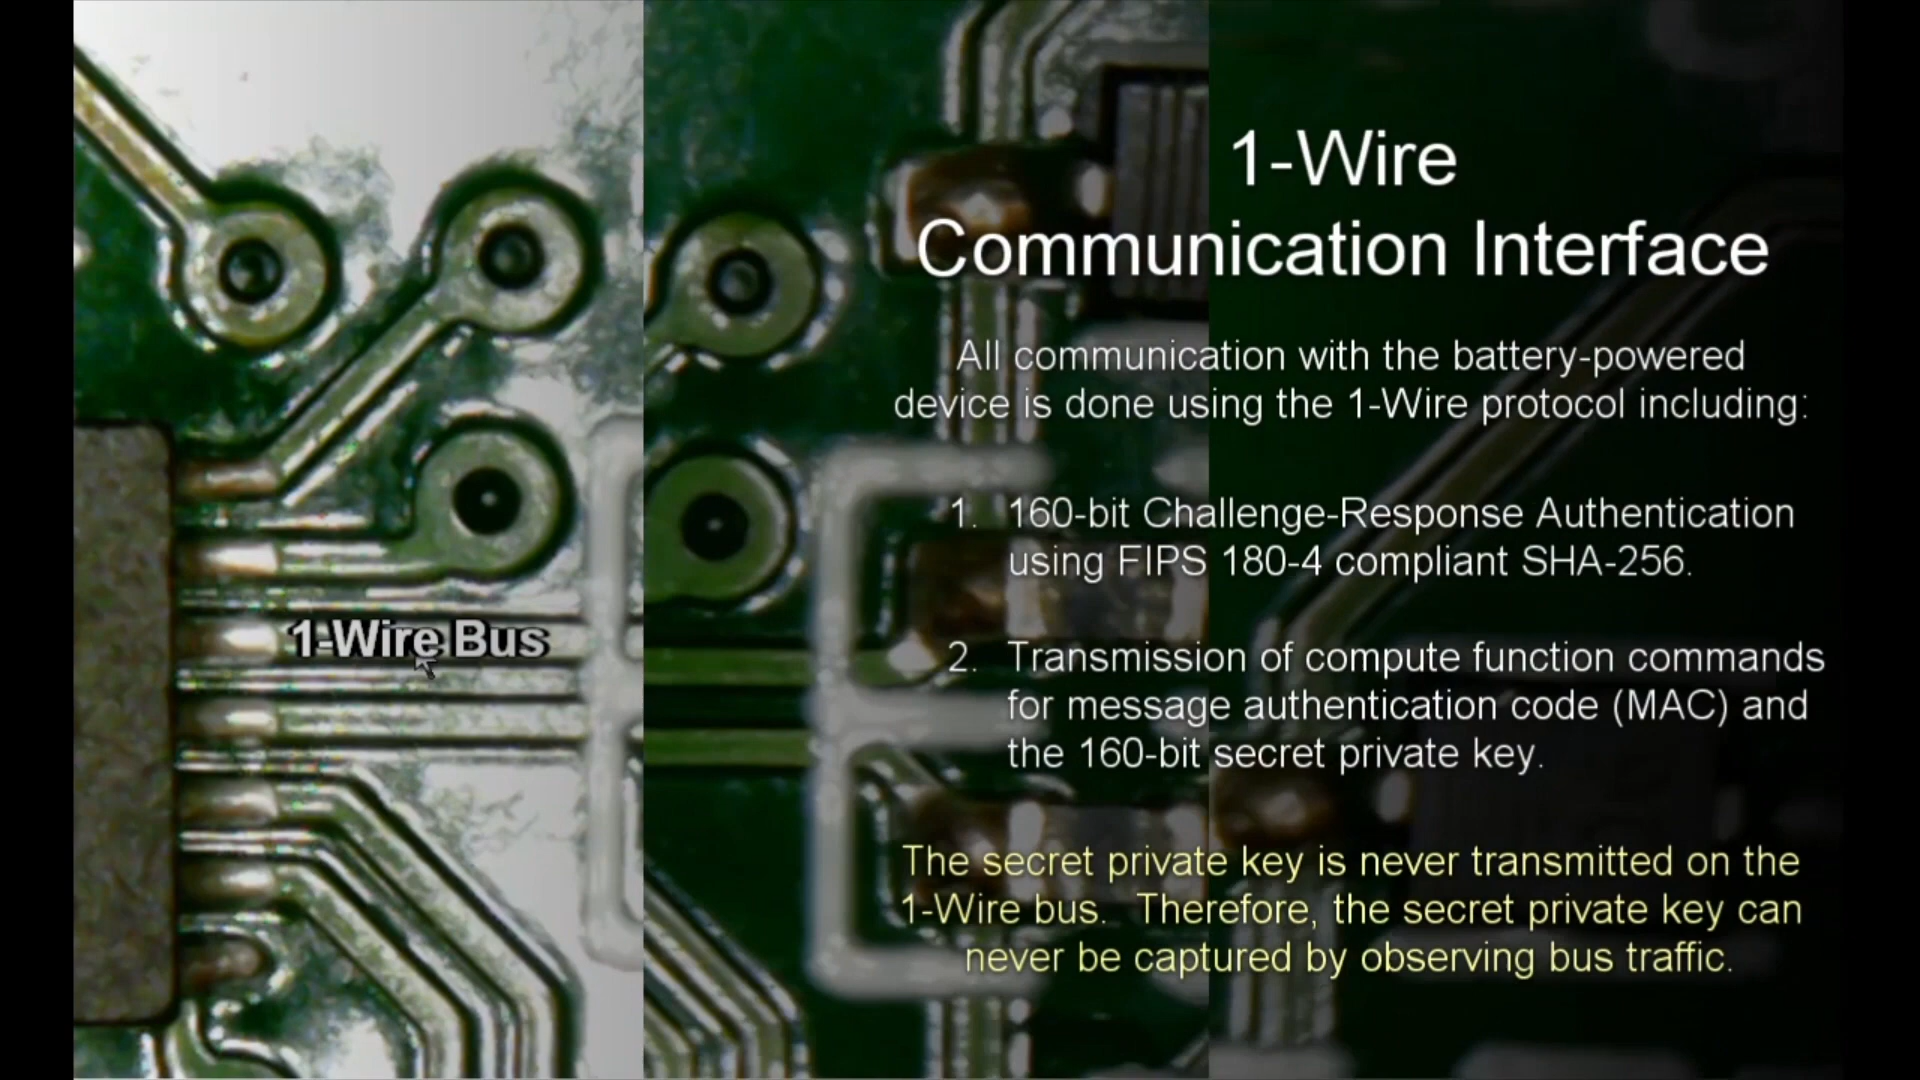 1-Wire
Communication Interface
All communication with the battery-powered
device is done using the 1-Wire protocol including:
1. 160-bit Challenge-Response Authentication
using FIPS 180-4 compliant SHA-256.
2. Transmission of compute function commands
for message authentication code (MAC) and
the 160-bit secret private key.
The secret private key is never transmitted on the
1-Wire bus. Therefore, the secret private key can
never be captured by observing bus traffic.
1-Wire Bus